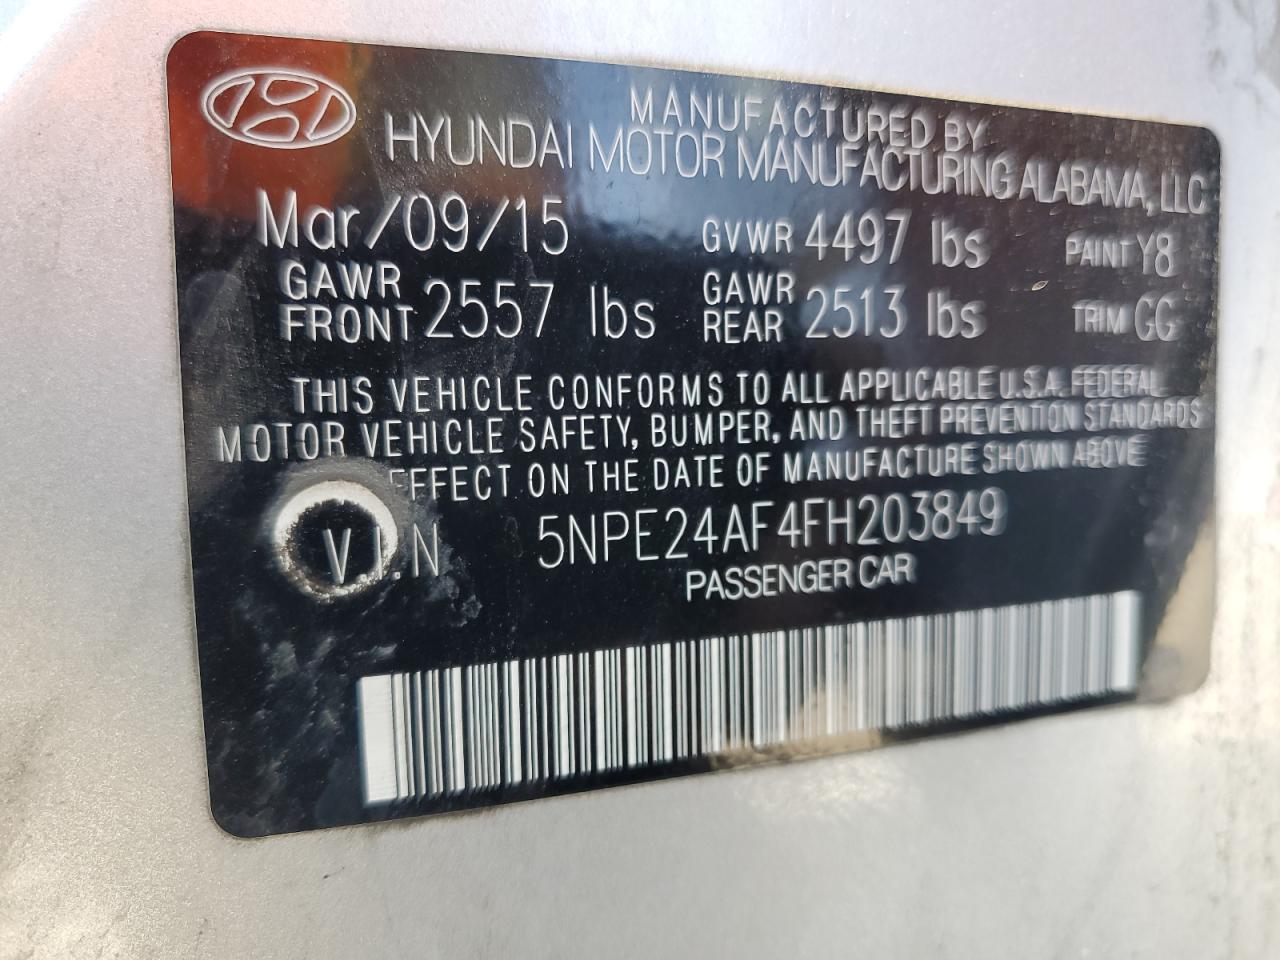 MANUFACTURED BY
HYUNDAI MOTOR MANUFACTURING ALABAMA, LLC
Mar/09/15 GVWR 4497 lbs PAINT Y8
GAWR FRONT 2557 lbs GAWR REAR 2513 lbs TRIM GG
THIS VEHICLE CONFORMS TO ALL APPLICABLE U.S.A. FEDERAL
MOTOR VEHICLE SAFETY, BUMPER, AND THEFT PREVENTION STANDARDS
EFFECT ON THE DATE OF MANUFACTURE SHOWN ABOVE
V.I.N 5NPE24AF4FH203849
PASSENGER CAR